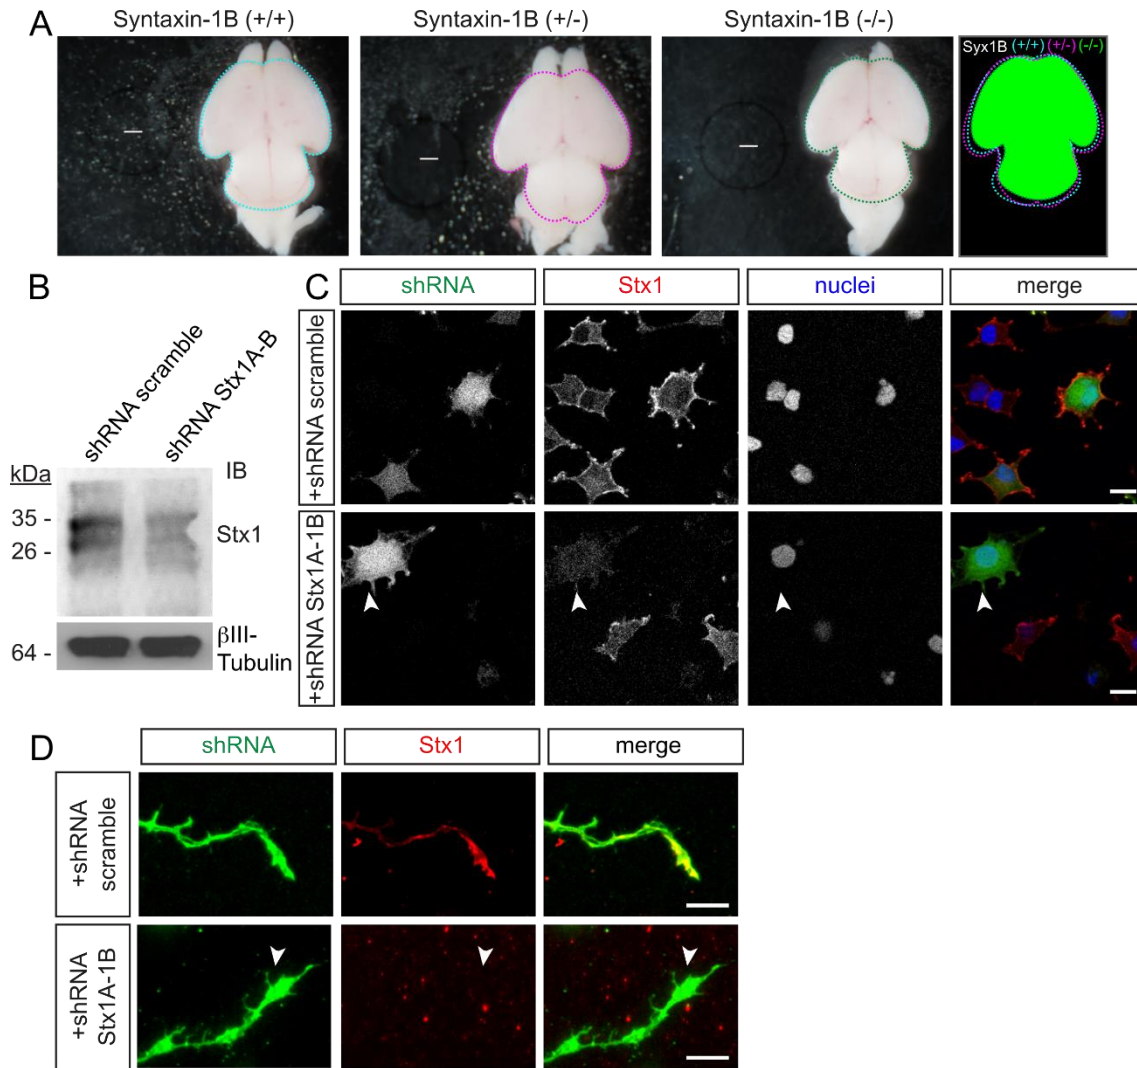 A
Syntaxin-1B (+/+)
Syntaxin-1B (+/-)
Syntaxin-1B (-/-)
Syx1B (+/+) (+/-) (-/-)
B
shRNA scramble
shRNA Stx1A-B
kDa
IB
35 -
26 -
Stx1
64 -
βIII-
Tubulin
C
shRNA
Stx1
nuclei
merge
+shRNA scramble
+shRNA Stx1A-1B
D
shRNA
Stx1
merge
+shRNA
scramble
+shRNA
Stx1A-1B